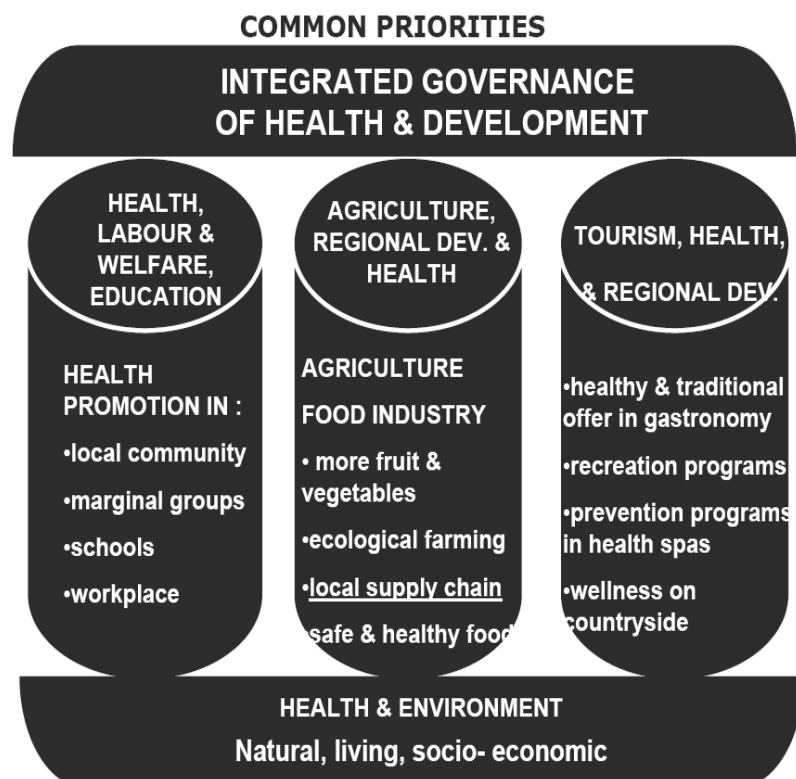 COMMON PRIORITIES
INTEGRATED GOVERNANCE
OF HEALTH & DEVELOPMENT
HEALTH,
LABOUR &
WELFARE,
EDUCATION
HEALTH
PROMOTION IN :
•local community
•marginal groups
•schools
•workplace
AGRICULTURE,
REGIONAL DEV. &
HEALTH
AGRICULTURE
FOOD INDUSTRY
• more fruit &
vegetables
•ecological farming
•local supply chain
•safe & healthy food
TOURISM, HEALTH,
& REGIONAL DEV.
•healthy & traditional
offer in gastronomy
•recreation programs
•prevention programs
in health spas
•wellness on
countryside
HEALTH & ENVIRONMENT
Natural, living, socio- economic